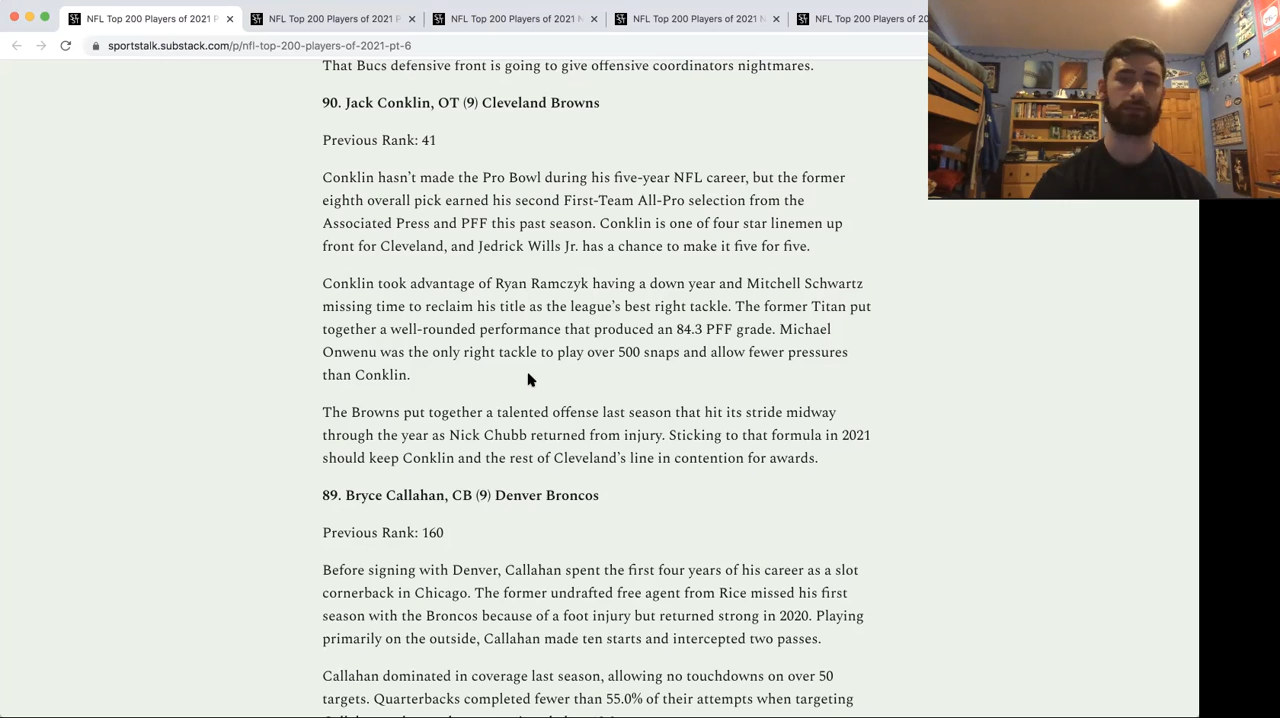 NFL Top 200 Players of 2021 P
NFL Top 200 Players of 2021 P
NFL Top 200 Players of 2021 N
NFL Top 200 Players of 2021 N
NFL Top 200 Players of 20
sportstalk.substack.com/p/nfl-top-200-players-of-2021-pt-6
That Bucs defensive front is going to give offensive coordinators nightmares.
90. Jack Conklin, OT (9) Cleveland Browns
Previous Rank: 41
Conklin hasn’t made the Pro Bowl during his five-year NFL career, but the former
eighth overall pick earned his second First-Team All-Pro selection from the
Associated Press and PFF this past season. Conklin is one of four star linemen up
front for Cleveland, and Jedrick Wills Jr. has a chance to make it five for five.
Conklin took advantage of Ryan Ramczyk having a down year and Mitchell Schwartz
missing time to reclaim his title as the league’s best right tackle. The former Titan put
together a well-rounded performance that produced an 84.3 PFF grade. Michael
Onwenu was the only right tackle to play over 500 snaps and allow fewer pressures
than Conklin.
The Browns put together a talented offense last season that hit its stride midway
through the year as Nick Chubb returned from injury. Sticking to that formula in 2021
should keep Conklin and the rest of Cleveland’s line in contention for awards.
89. Bryce Callahan, CB (9) Denver Broncos
Previous Rank: 160
Before signing with Denver, Callahan spent the first four years of his career as a slot
cornerback in Chicago. The former undrafted free agent from Rice missed his first
season with the Broncos because of a foot injury but returned strong in 2020. Playing
primarily on the outside, Callahan made ten starts and intercepted two passes.
Callahan dominated in coverage last season, allowing no touchdowns on over 50
targets. Quarterbacks completed fewer than 55.0% of their attempts when targeting